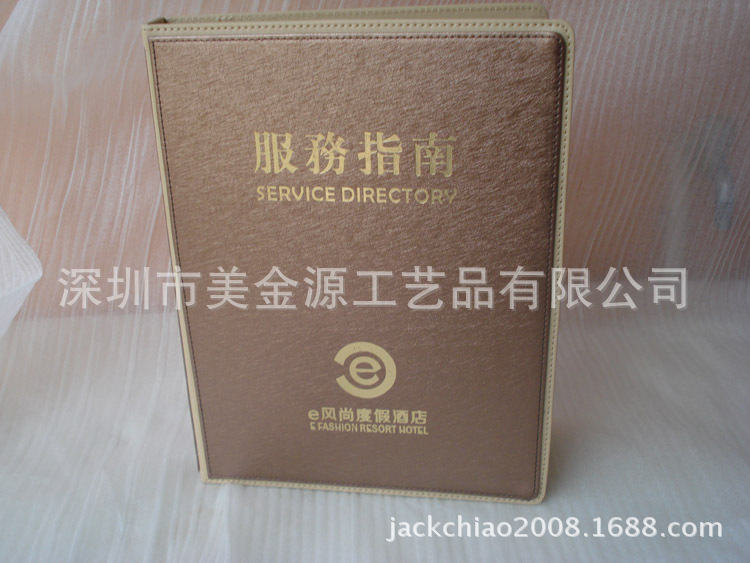 服務指南
SERVICE DIRECTORY
深圳市美金源工艺品有限公司
e
e风尚度假酒店
E FASHION RESORT HOTEL
jackchiao2008.1688.com